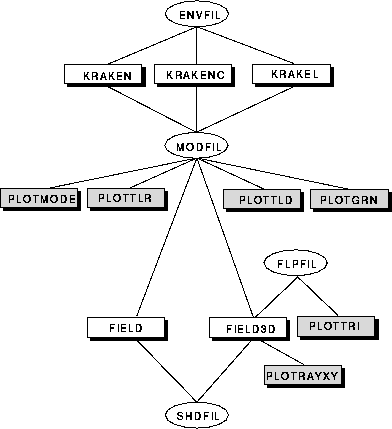 ENVFIL
KRAKEN
KRAKENC
KRAKEL
MODFIL
PLOTMODE
PLOTTLR
PLOTTLD
PLOTGRN
FLPFIL
FIELD
FIELD3D
PLOTTRI
PLOTRAYXY
SHDFIL